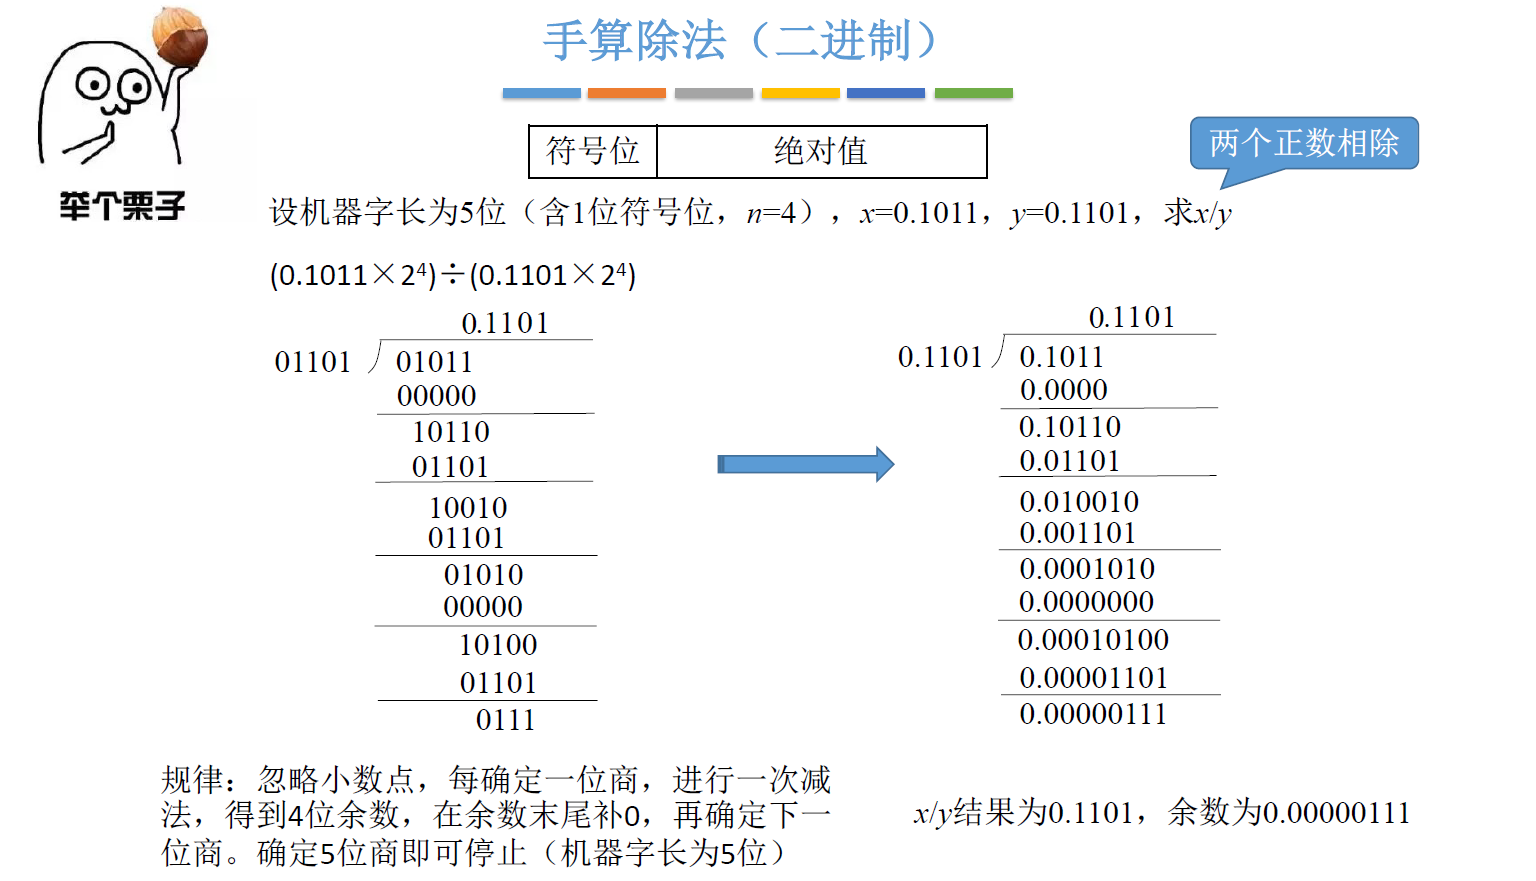 手算除法（二进制）
举个栗子
符号位 绝对值
两个正数相除
设机器字长为5位（含1位符号位，n=4），x=0.1011，y=0.1101，求x/y
(0.1011×2⁴)÷(0.1101×2⁴)
0.1101
01101 01011
00000
10110
01101
10010
01101
01010
00000
10100
01101
0111
0.1101
0.1101 0.1011
0.0000
0.10110
0.01101
0.010010
0.001101
0.0001010
0.0000000
0.00010100
0.00001101
0.00000111
规律：忽略小数点，每确定一位商，进行一次减
法，得到4位余数，在余数末尾补0，再确定下一
位商。确定5位商即可停止（机器字长为5位）
x/y结果为0.1101，余数为0.00000111